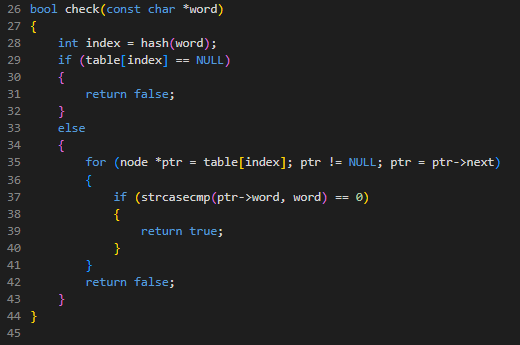 26 bool check(const char *word)
27 {
28     int index = hash(word);
29     if (table[index] == NULL)
30     {
31         return false;
32     }
33     else
34     {
35         for (node *ptr = table[index]; ptr != NULL; ptr = ptr->next)
36         {
37             if (strcasecmp(ptr->word, word) == 0)
38             {
39                 return true;
40             }
41         }
42         return false;
43     }
44 }
45